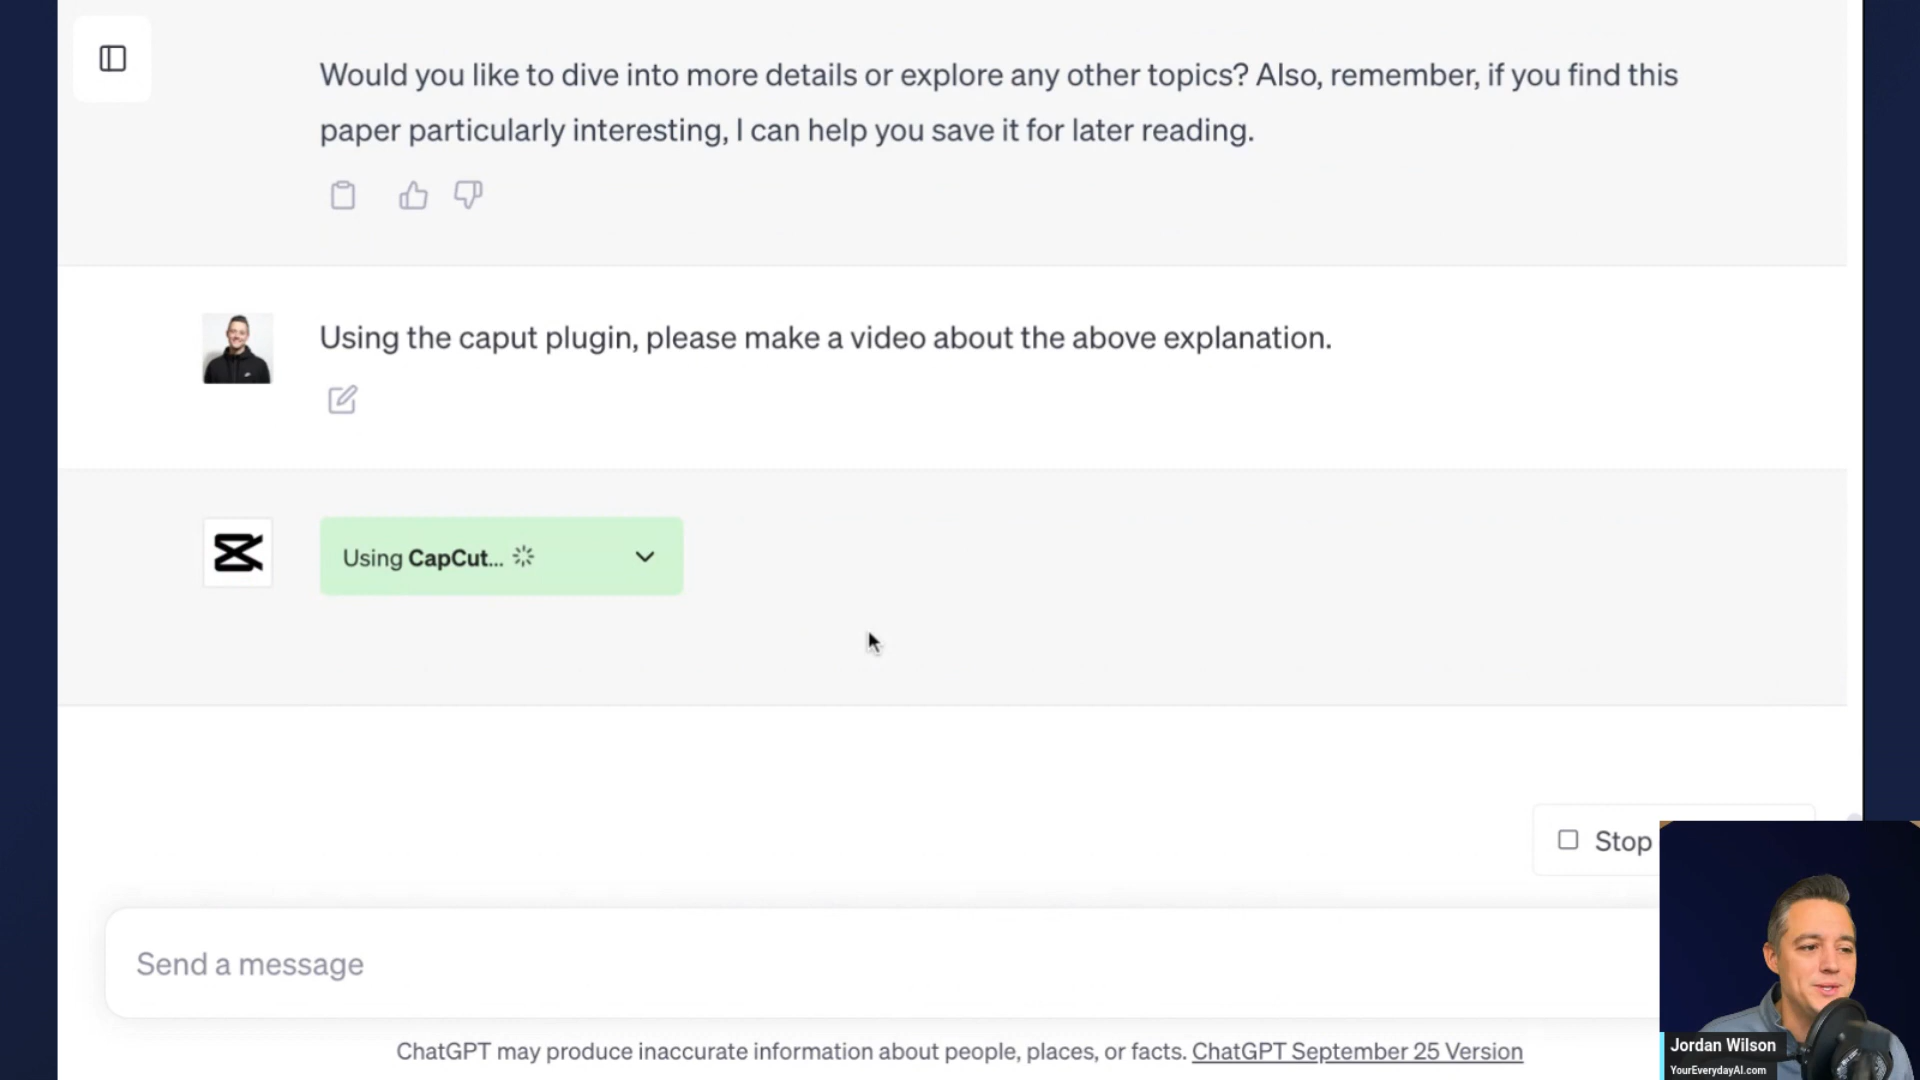 Would you like to dive into more details or explore any other topics? Also, remember, if you find this
paper particularly interesting, I can help you save it for later reading.
Using the caput plugin, please make a video about the above explanation.
Using CapCut...
Stop
Send a message
ChatGPT may produce inaccurate information about people, places, or facts. ChatGPT September 25 Version
Jordan Wilson
YourEverydayAI.com